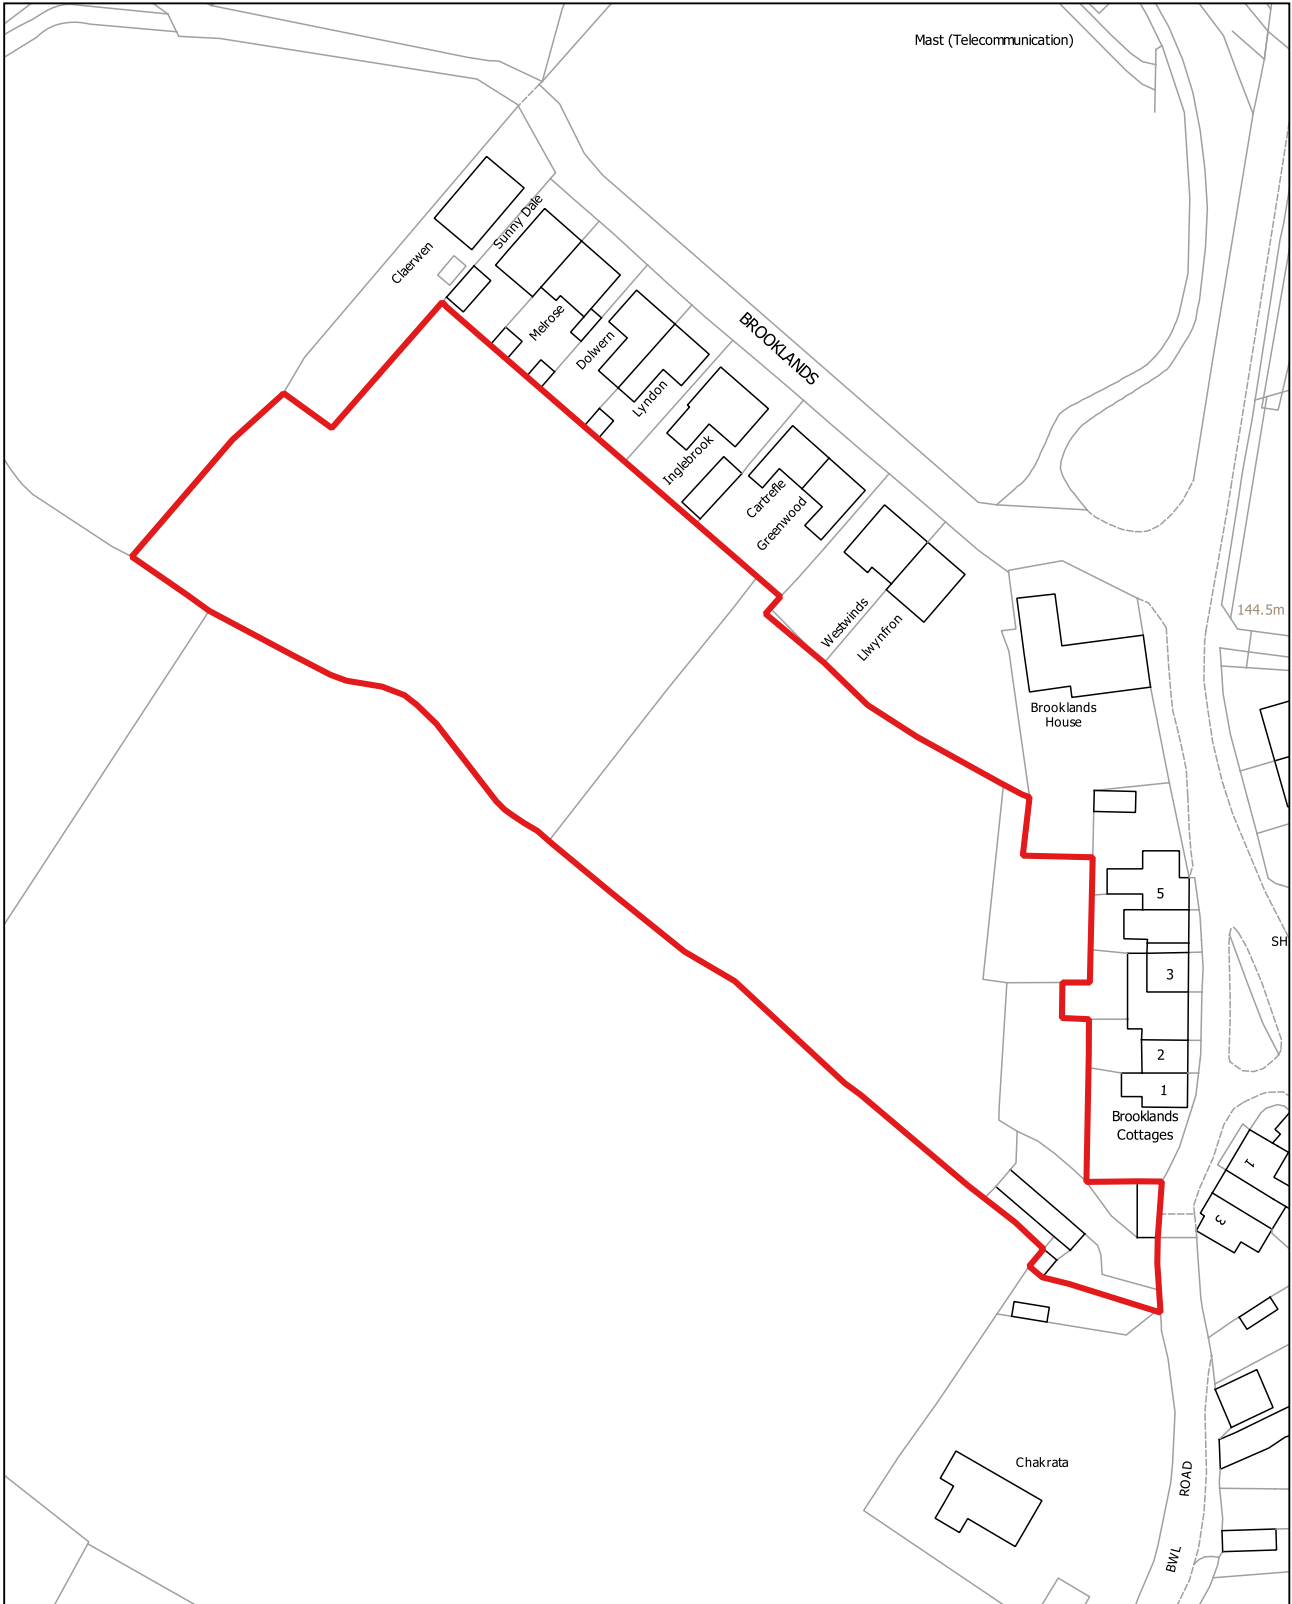 Mast (Telecommunication)
Sunny Dale
Claerwen
Melrose
Dolwern
BROOKLANDS
Lyndon
Inglebrook
Cartrefle
Greenwood
Westwinds
Llwynfron
144.5m
Brooklands
House
5
SH
3
2
1
Brooklands
Cottages
1
3
Chakrata
ROAD
BWL